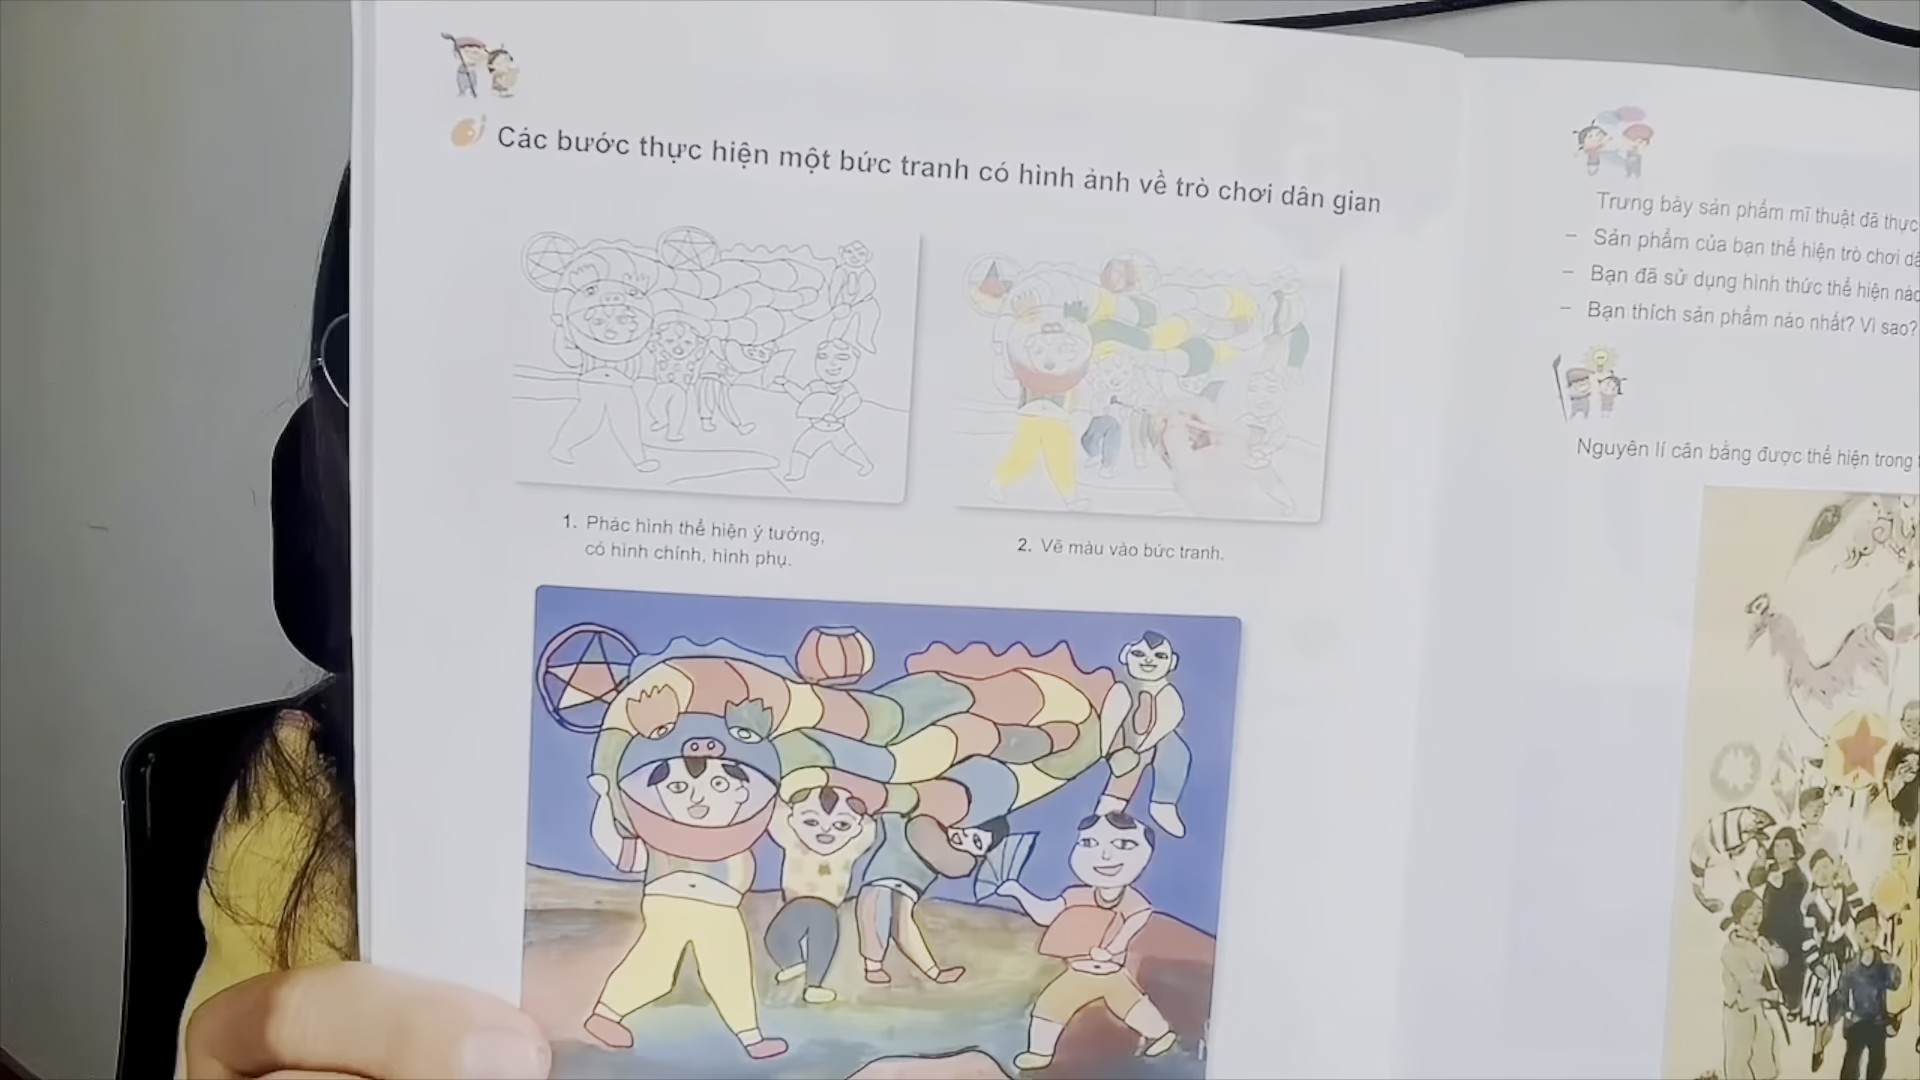 Các bước thực hiện một bức tranh có hình ảnh về trò chơi dân gian
1. Phác hình thể hiện ý tưởng,
có hình chính, hình phụ.
2. Vẽ màu vào bức tranh.
Trưng bày sản phẩm mĩ thuật đã thực
– Sản phẩm của bạn thể hiện trò chơi
– Bạn đã sử dụng hình thức thể hiện
– Bạn thích sản phẩm nào nhất? Vì sao?
Nguyên lí cân bằng được thể hiện trong